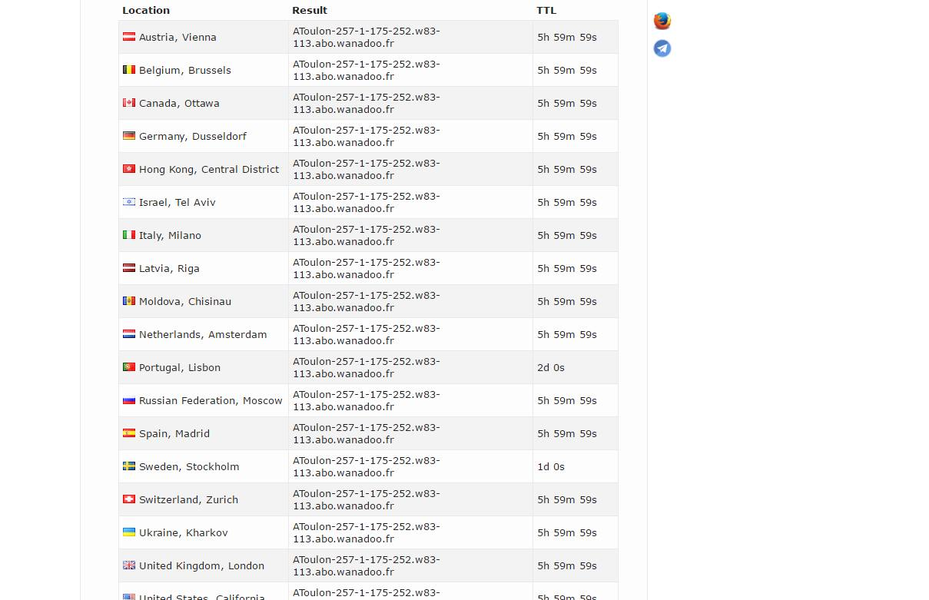 Location Result TTL
Austria, Vienna AToulon-257-1-175-252.w83- 5h 59m 59s
113.abo.wanadoo.fr
Belgium, Brussels AToulon-257-1-175-252.w83- 5h 59m 59s
113.abo.wanadoo.fr
Canada, Ottawa AToulon-257-1-175-252.w83- 5h 59m 59s
113.abo.wanadoo.fr
Germany, Dusseldorf AToulon-257-1-175-252.w83- 5h 59m 59s
113.abo.wanadoo.fr
Hong Kong, Central District AToulon-257-1-175-252.w83- 5h 59m 59s
113.abo.wanadoo.fr
Israel, Tel Aviv AToulon-257-1-175-252.w83- 5h 59m 59s
113.abo.wanadoo.fr
Italy, Milano AToulon-257-1-175-252.w83- 5h 59m 59s
113.abo.wanadoo.fr
Latvia, Riga AToulon-257-1-175-252.w83- 5h 59m 59s
113.abo.wanadoo.fr
Moldova, Chisinau AToulon-257-1-175-252.w83- 5h 59m 59s
113.abo.wanadoo.fr
Netherlands, Amsterdam AToulon-257-1-175-252.w83- 5h 59m 59s
113.abo.wanadoo.fr
Portugal, Lisbon AToulon-257-1-175-252.w83- 2d 0s
113.abo.wanadoo.fr
Russian Federation, Moscow AToulon-257-1-175-252.w83- 5h 59m 59s
113.abo.wanadoo.fr
Spain, Madrid AToulon-257-1-175-252.w83- 5h 59m 59s
113.abo.wanadoo.fr
Sweden, Stockholm AToulon-257-1-175-252.w83- 1d 0s
113.abo.wanadoo.fr
Switzerland, Zurich AToulon-257-1-175-252.w83- 5h 59m 59s
113.abo.wanadoo.fr
Ukraine, Kharkov AToulon-257-1-175-252.w83- 5h 59m 59s
113.abo.wanadoo.fr
United Kingdom, London AToulon-257-1-175-252.w83- 5h 59m 59s
113.abo.wanadoo.fr
United States, California AToulon-257-1-175-252.w83- 5h 59m 59s